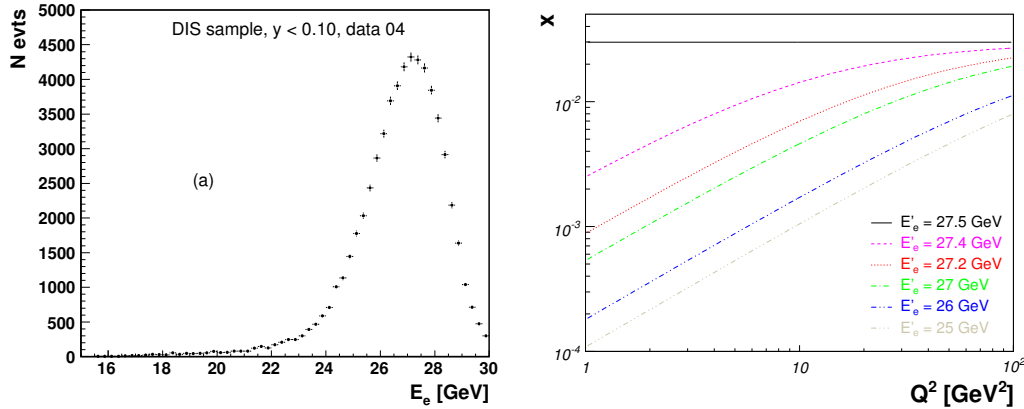 N evts
5000
4500
4000
3500
3000
2500
2000
1500
1000
500
0
DIS sample, y < 0.10, data 04
(a)
16 18 20 22 24 26 28 30
E_e [GeV]
x
10^-2
10^-3
10^-4
E'_e = 27.5 GeV
E'_e = 27.4 GeV
E'_e = 27.2 GeV
E'_e = 27 GeV
E'_e = 26 GeV
E'_e = 25 GeV
1 10 10^2
Q^2 [GeV^2]